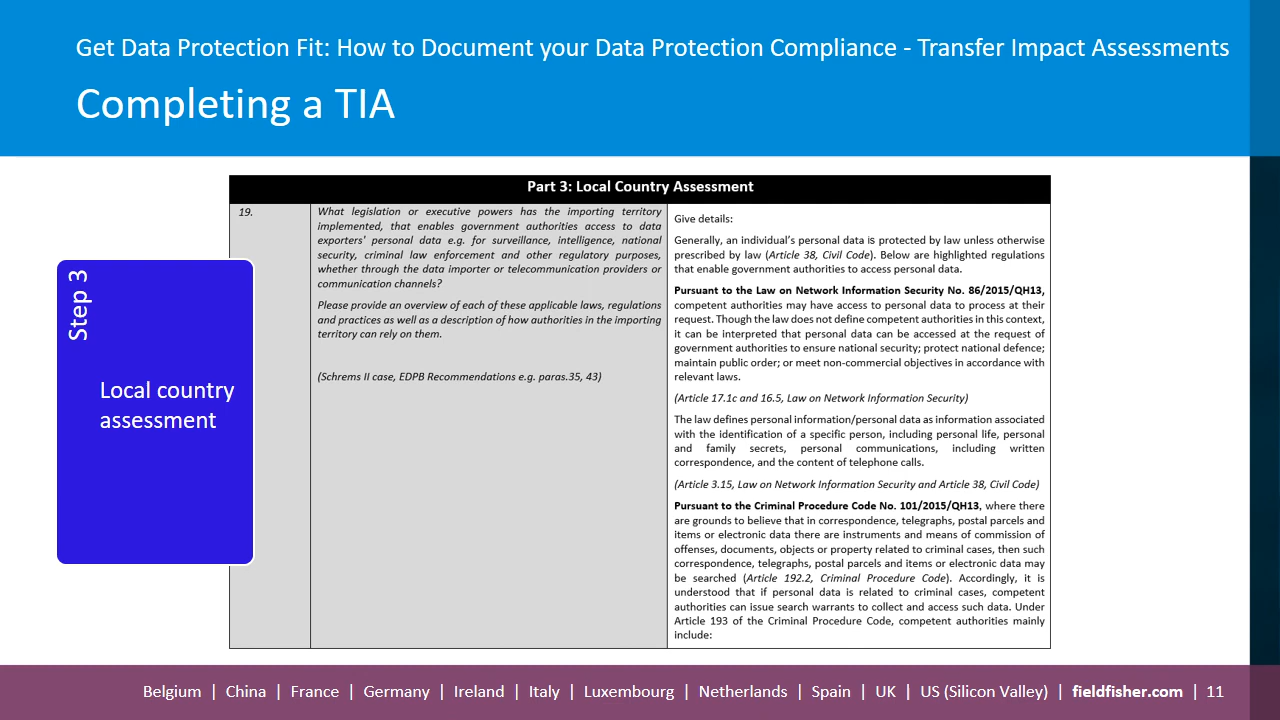 Get Data Protection Fit: How to Document your Data Protection Compliance - Transfer Impact Assessments
Completing a TIA
Step 3
Local country
assessment
Part 3: Local Country Assessment
19.
What legislation or executive powers has the importing territory
implemented, that enables government authorities access to data
exporters' personal data e.g. for surveillance, intelligence, national
security, criminal law enforcement and other regulatory purposes,
whether through the data importer or telecommunication providers or
communication channels?
Please provide an overview of each of these applicable laws, regulations
and practices as well as a description of how authorities in the importing
territory can rely on them.
(Schrems II case, EDPB Recommendations e.g. paras.35, 43)
Give details:
Generally, an individual's personal data is protected by law unless otherwise
prescribed by law (Article 38, Civil Code). Below are highlighted regulations
that enable government authorities to access personal data.
Pursuant to the Law on Network Information Security No. 86/2015/QH13,
competent authorities may have access to personal data to process at their
request. Though the law does not define competent authorities in this context,
it can be interpreted that personal data can be accessed at the request of
government authorities to ensure national security; protect national defence;
maintain public order; or meet non-commercial objectives in accordance with
relevant laws.
(Article 17.1c and 16.5, Law on Network Information Security)
The law defines personal information/personal data as information associated
with the identification of a specific person, including personal life, personal
and family secrets, personal communications, including written
correspondence, and the content of telephone calls.
(Article 3.15, Law on Network Information Security and Article 38, Civil Code)
Pursuant to the Criminal Procedure Code No. 101/2015/QH13, where there
are grounds to believe that in correspondence, telegraphs, postal parcels and
items or electronic data there are instruments and means of commission of
offenses, documents, objects or property related to criminal cases, then such
correspondence, telegraphs, postal parcels and items or electronic data may
be searched (Article 192.2, Criminal Procedure Code). Accordingly, it is
understood that if personal data is related to criminal cases, competent
authorities can issue search warrants to collect and access such data. Under
Article 193 of the Criminal Procedure Code, competent authorities mainly
include:
Belgium | China | France | Germany | Ireland | Italy | Luxembourg | Netherlands | Spain | UK | US (Silicon Valley) | fieldfisher.com | 11